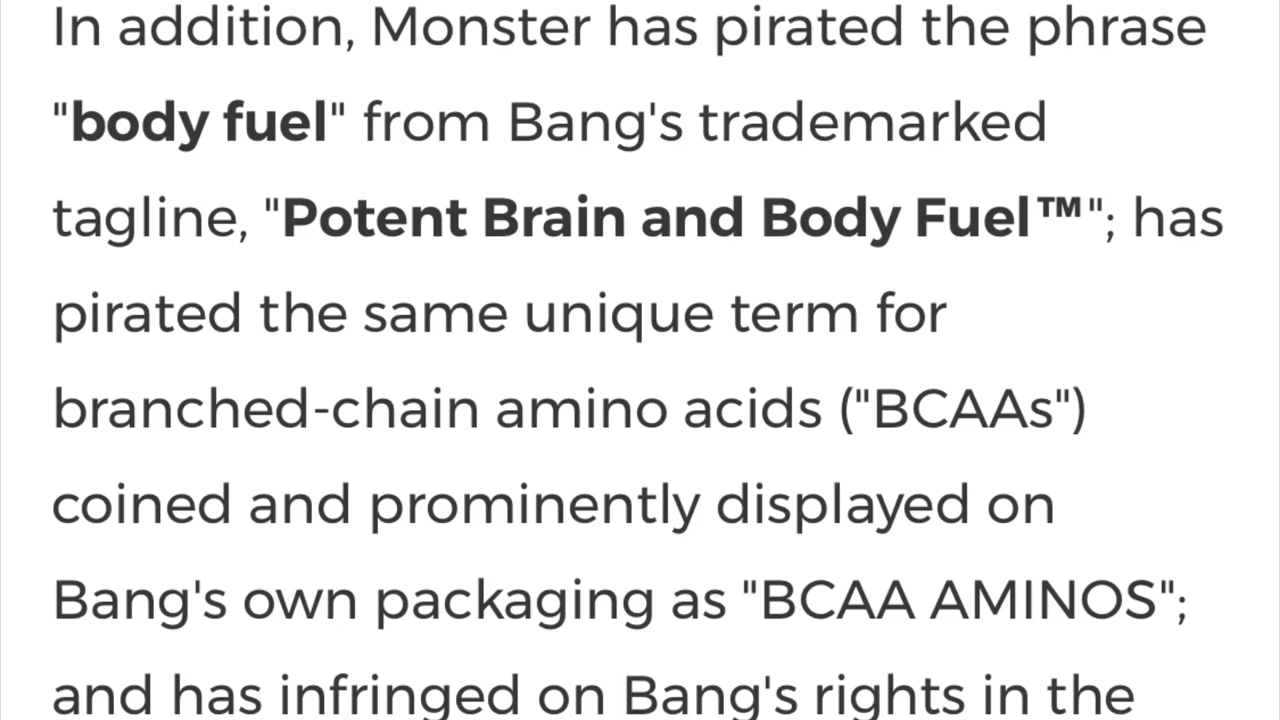 In addition, Monster has pirated the phrase
"body fuel" from Bang's trademarked
tagline, "Potent Brain and Body Fuel™"; has
pirated the same unique term for
branched-chain amino acids ("BCAAs")
coined and prominently displayed on
Bang's own packaging as "BCAA AMINOS";
and has infringed on Bang's rights in the